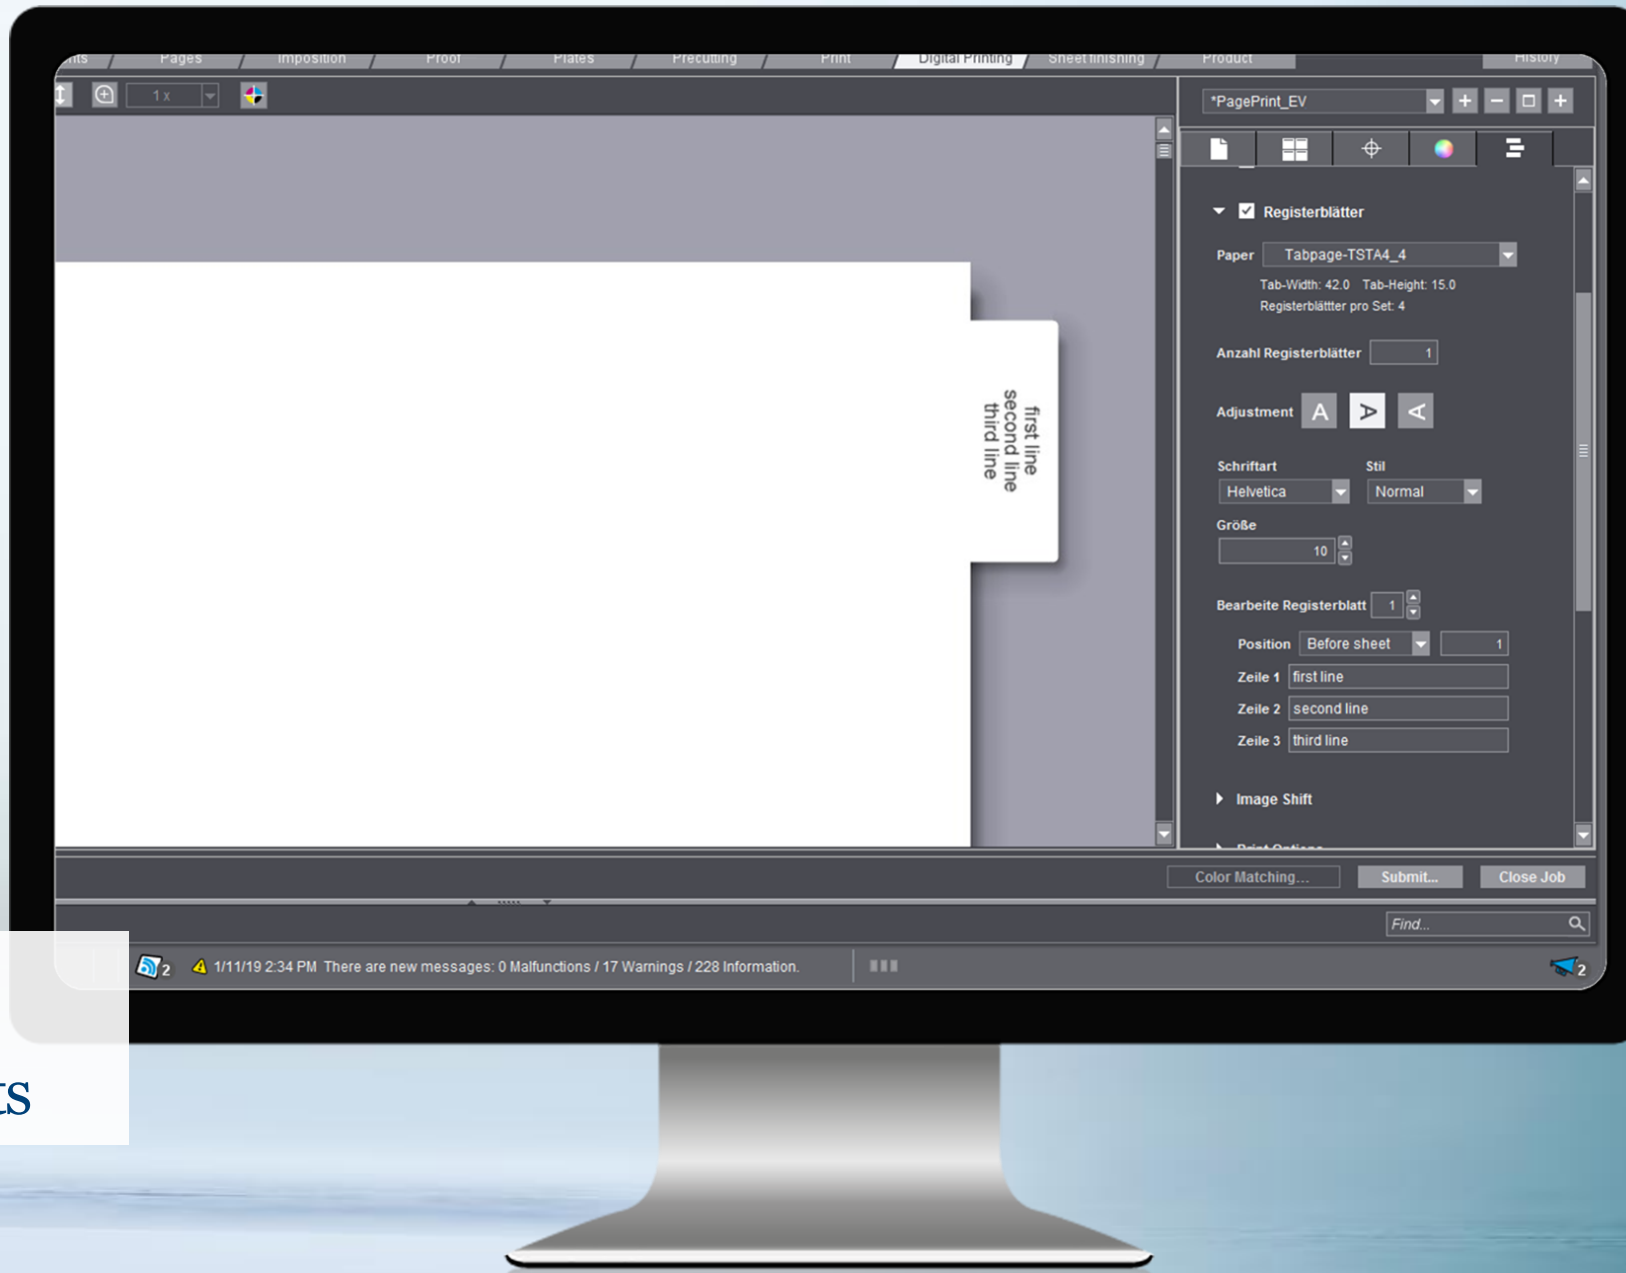 Pages Imposition Proof Plates Precutting Print Digital Printing Sheet finishing Product History
1 x
*PagePrint_EV
Registerblätter
Paper Tabpage-TSTA4_4
Tab-Width: 42.0 Tab-Height: 15.0
Registerblättter pro Set: 4
Anzahl Registerblätter 1
Adjustment A A A
Schriftart Stil
Helvetica Normal
Größe
10
Bearbeite Registerblatt 1
Position Before sheet 1
Zeile 1 first line
Zeile 2 second line
Zeile 3 third line
Image Shift
Print Options
first line
second line
third line
Color Matching... Submit... Close Job
Find...
2 1/11/19 2:34 PM There are new messages: 0 Malfunctions / 17 Warnings / 228 Information. 2
ts